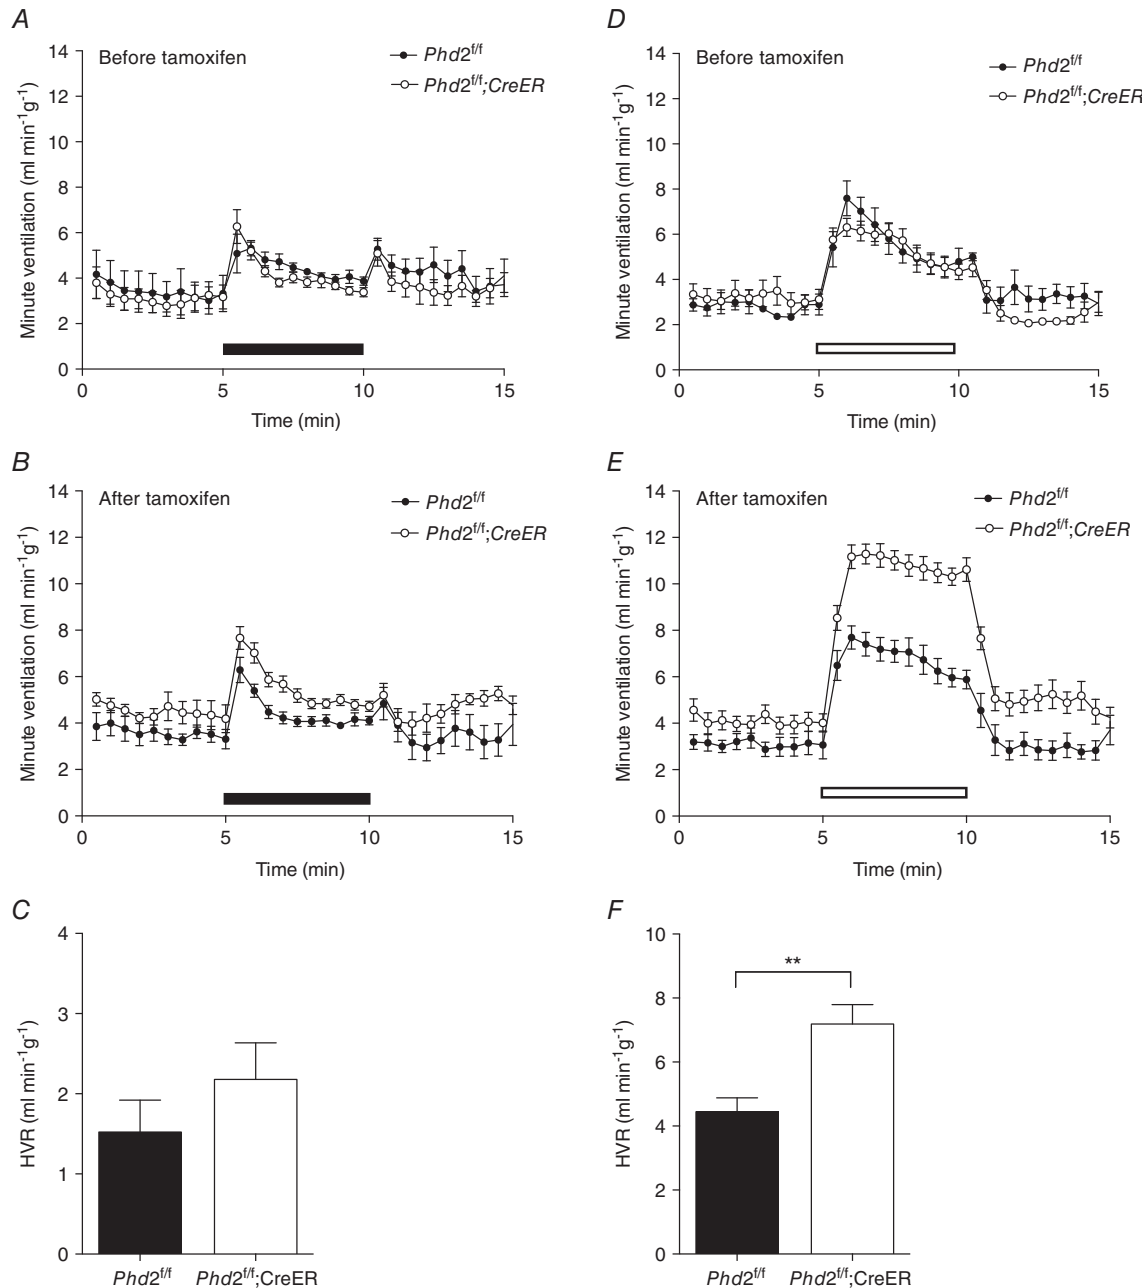 A
Minute ventilation (ml min⁻¹g⁻¹)
14
12
10
8
6
4
2
0
Before tamoxifen
Phd2f/f
Phd2f/f;CreER
0
5
10
15
Time (min)
B
Minute ventilation (ml min⁻¹g⁻¹)
14
12
10
8
6
4
2
0
After tamoxifen
Phd2f/f
Phd2f/f;CreER
0
5
10
15
Time (min)
C
HVR (ml min⁻¹g⁻¹)
4
3
2
1
0
Phd2f/f
Phd2f/f;CreER
D
Minute ventilation (ml min⁻¹g⁻¹)
14
12
10
8
6
4
2
0
Before tamoxifen
Phd2f/f
Phd2f/f;CreER
0
5
10
15
Time (min)
E
Minute ventilation (ml min⁻¹g⁻¹)
14
12
10
8
6
4
2
0
After tamoxifen
Phd2f/f
Phd2f/f;CreER
0
5
10
15
Time (min)
F
HVR (ml min⁻¹g⁻¹)
10
8
6
4
2
0
**
Phd2f/f
Phd2f/f;CreER